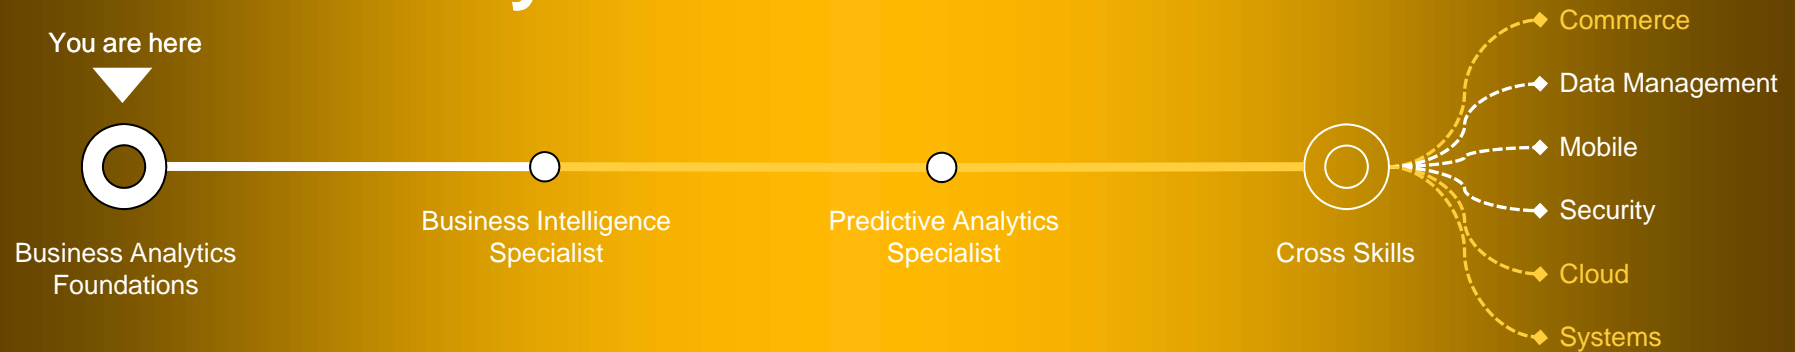 You are here
Business Analytics
Foundations
Business Intelligence
Specialist
Predictive Analytics
Specialist
Cross Skills
Commerce
Data Management
Mobile
Security
Cloud
Systems